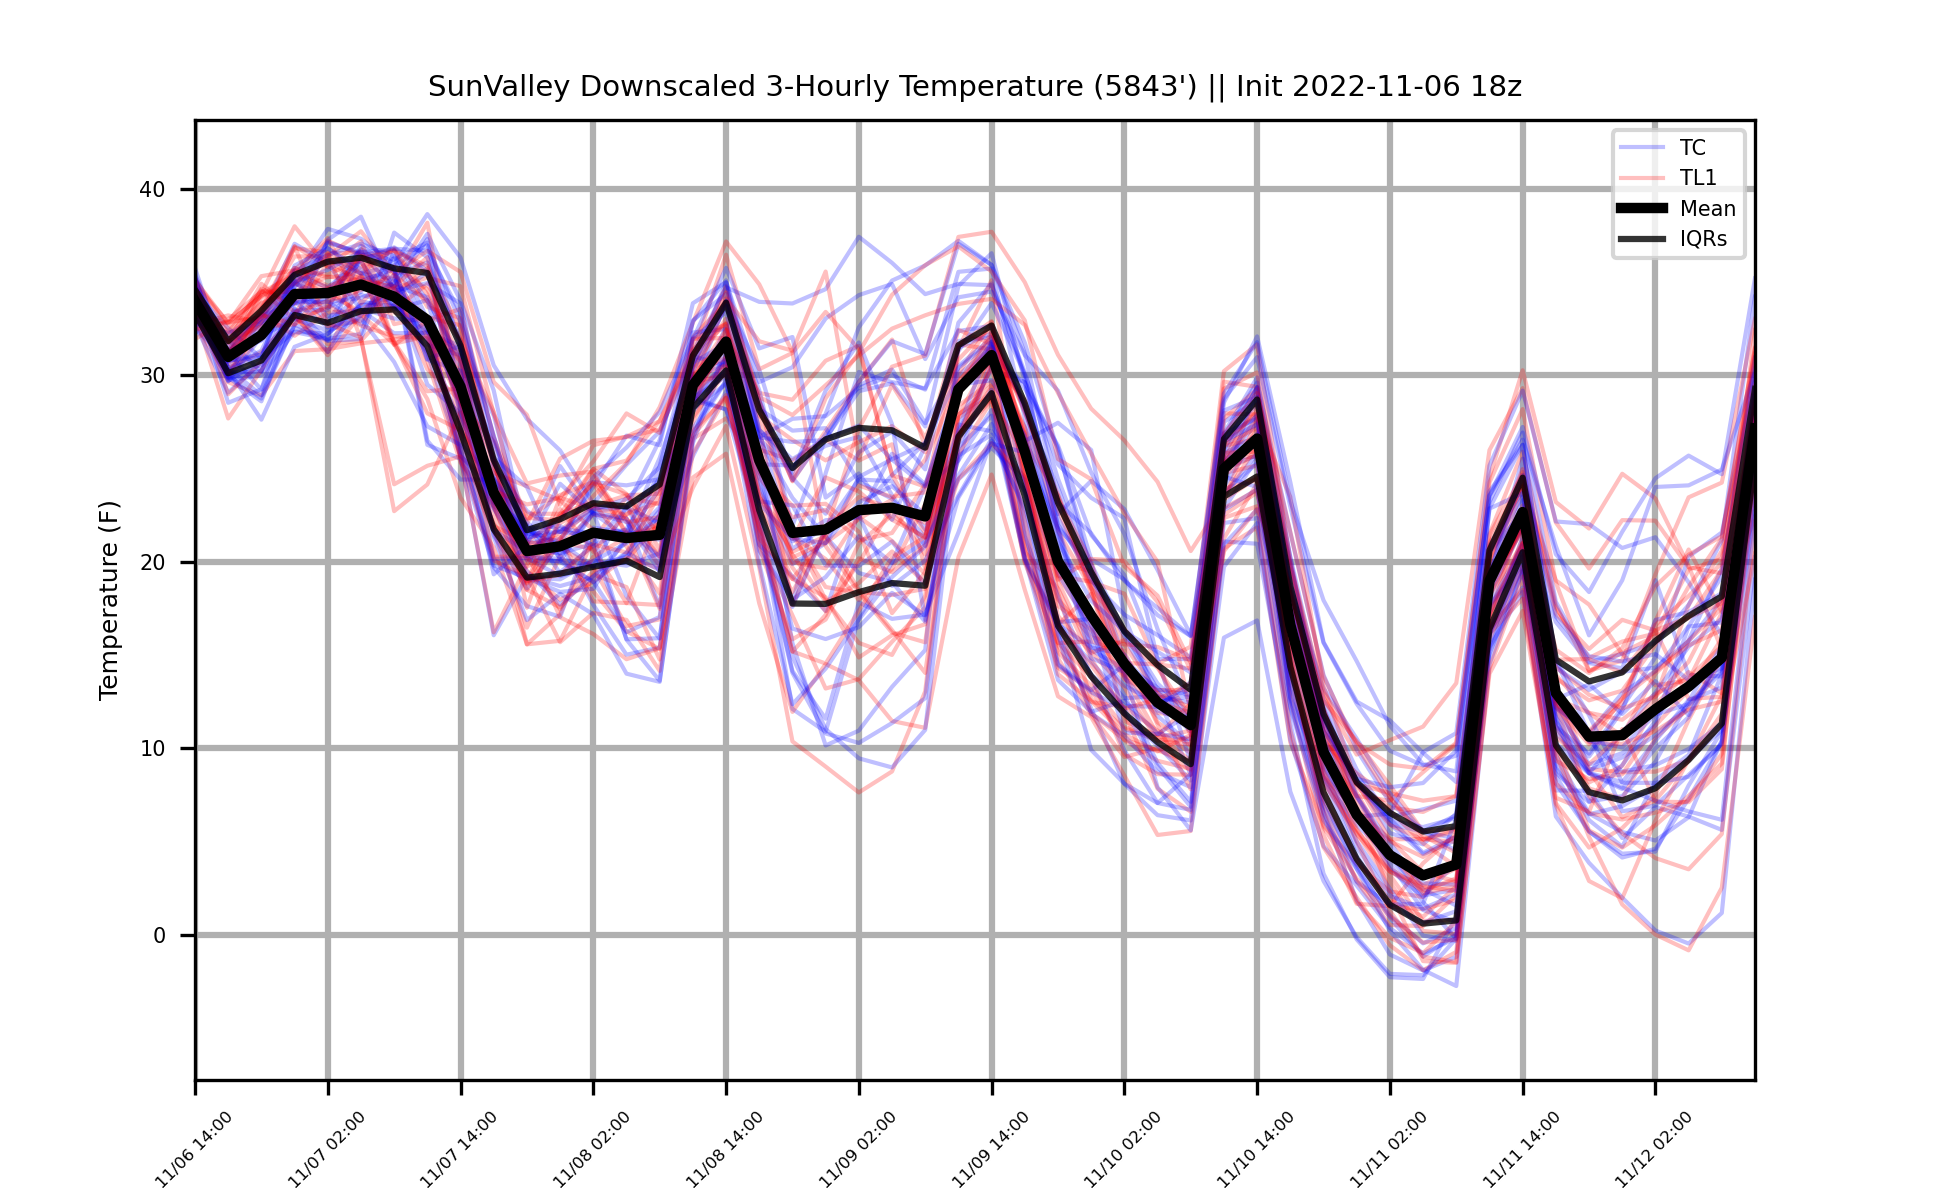 SunValley Downscaled 3-Hourly Temperature (5843') || Init 2022-11-06 18z
TC
TL1
Mean
IQRs
Temperature (F)
40
30
20
10
0
11/06 14:00
11/07 02:00
11/07 14:00
11/08 02:00
11/08 14:00
11/09 02:00
11/09 14:00
11/10 02:00
11/10 14:00
11/11 02:00
11/11 14:00
11/12 02:00